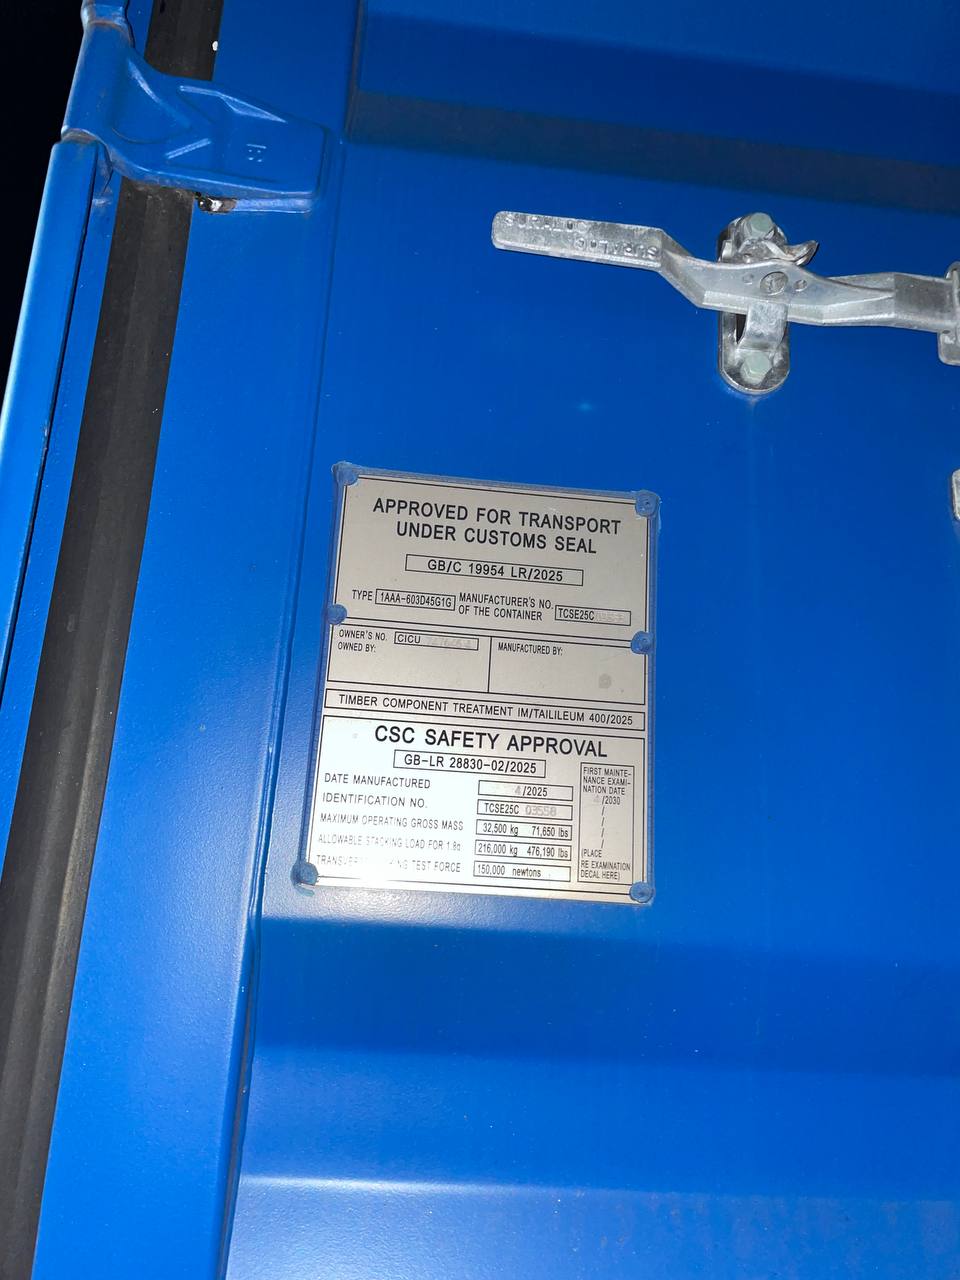 SURALOC
SURALOC
APPROVED FOR TRANSPORT
UNDER CUSTOMS SEAL
GB/C 19954 LR/2025
TYPE 1AAA-603D45G1G MANUFACTURER'S NO. OF THE CONTAINER TCSE25C
OWNER'S NO. CICU
OWNED BY:
MANUFACTURED BY:
TIMBER COMPONENT TREATMENT IM/TAILILEUM 400/2025
CSC SAFETY APPROVAL
GB-LR 28830-02/2025
DATE MANUFACTURED 4/2025
IDENTIFICATION NO. TCSE25C 03558
MAXIMUM OPERATING GROSS MASS 32,500 kg 71,650 lbs
ALLOWABLE STACKING LOAD FOR 1.8g 216,000 kg 476,190 lbs
TEST FORCE 150,000 newtons
FIRST MAINTE-
NANCE EXAMI-
NATION DATE
4/2030
/
/
/
/
(PLACE
RE EXAMINATION
DECAL HERE)